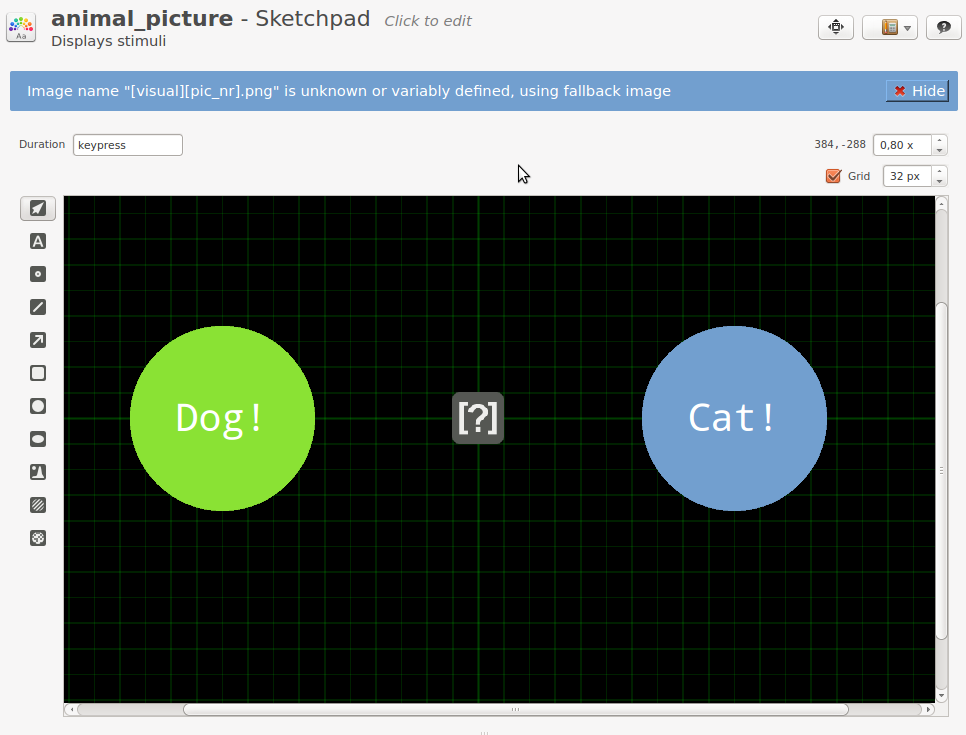 animal_picture - Sketchpad Click to edit
Aa
Displays stimuli
Image name "[visual][pic_nr].png" is unknown or variably defined, using fallback image
Hide
Duration keypress
384,-288 0,80 x
Grid 32 px
A
Dog!
[?]
Cat!